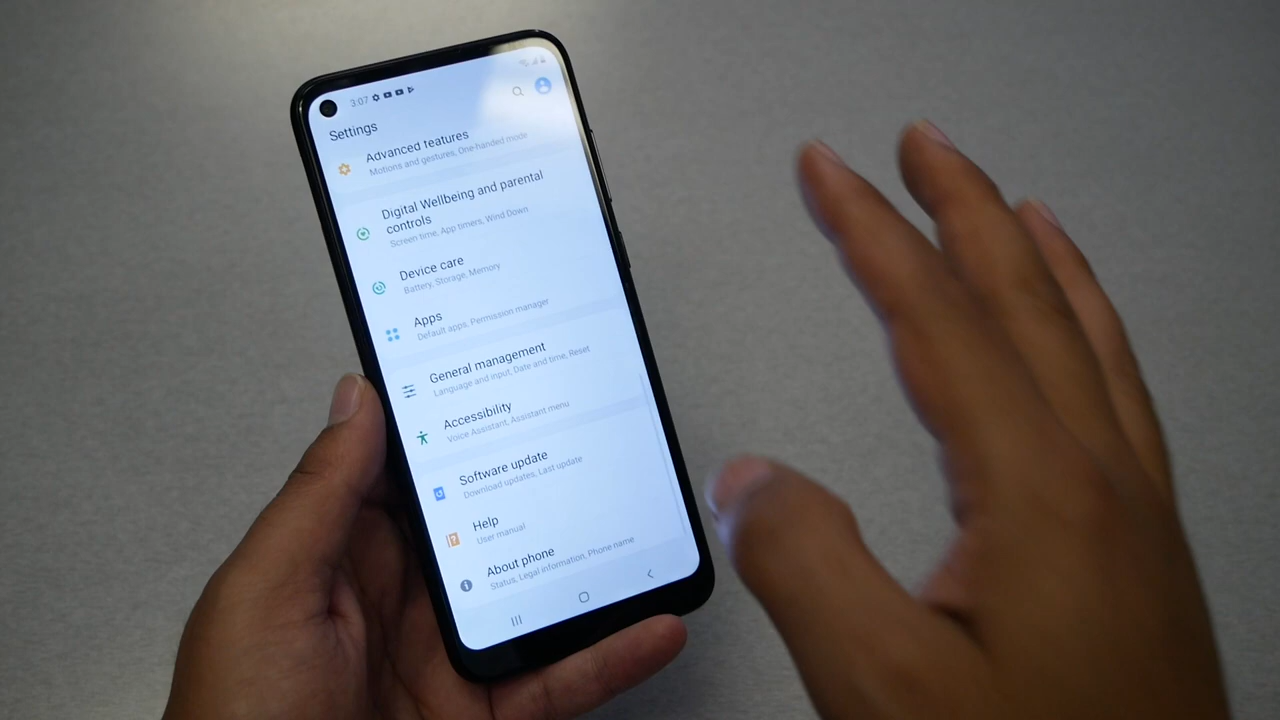 3:07
Settings
Advanced features
Motions and gestures, One-handed mode
Digital Wellbeing and parental
controls
Screen time, App timers, Wind Down
Device care
Battery, Storage, Memory
Apps
Default apps, Permission manager
General management
Language and input, Date and time, Reset
Accessibility
Voice Assistant, Assistant menu
Software update
Download updates, Last update
Help
User manual
About phone
Status, Legal information, Phone name